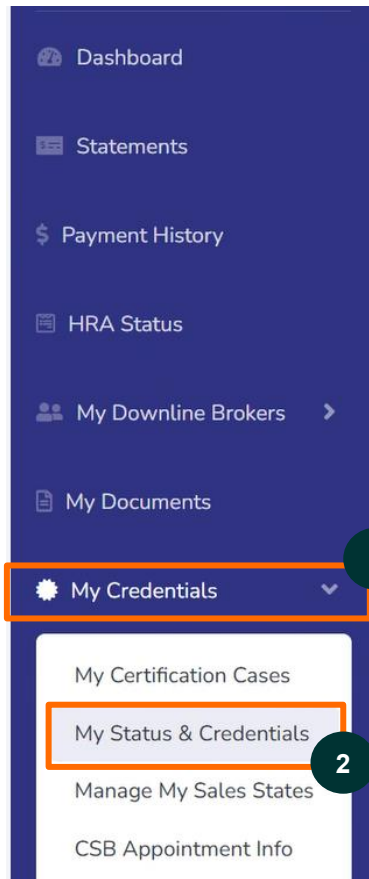 Dashboard
Statements
$ Payment History
HRA Status
My Downline Brokers
My Documents
My Credentials
My Certification Cases
My Status & Credentials
2
Manage My Sales States
CSB Appointment Info